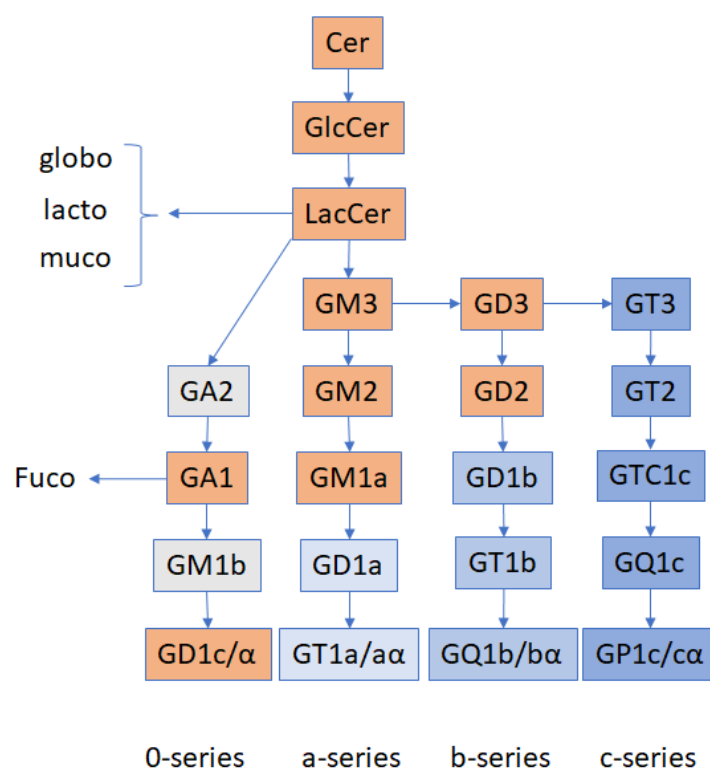 Cer
GlcCer
globo
lacto
muco
LacCer
GM3 GD3 GT3
GA2 GM2 GD2 GT2
Fuco GA1 GM1a GD1b GTC1c
GM1b GD1a GT1b GQ1c
GD1c/α GT1a/aα GQ1b/bα GP1c/cα
0-series a-series b-series c-series